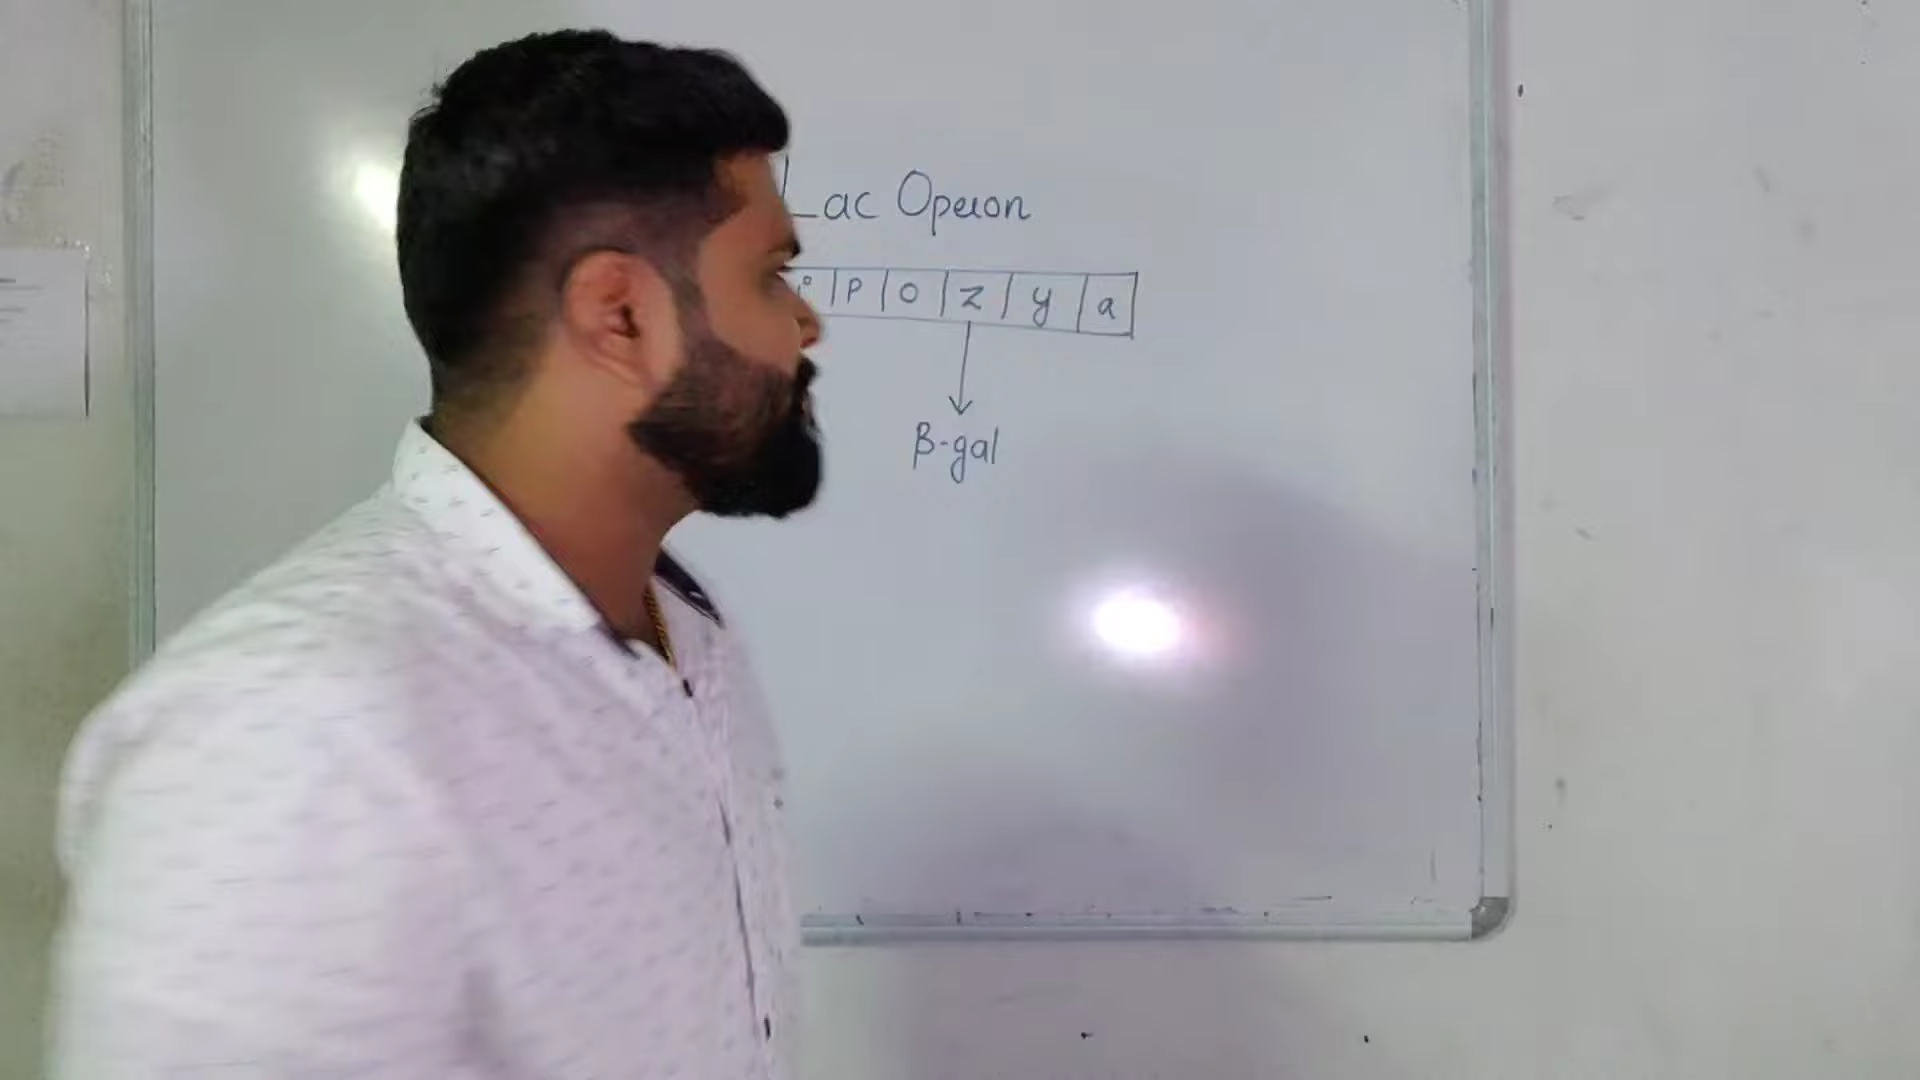 Lac Operon
i P O Z y a
β-gal